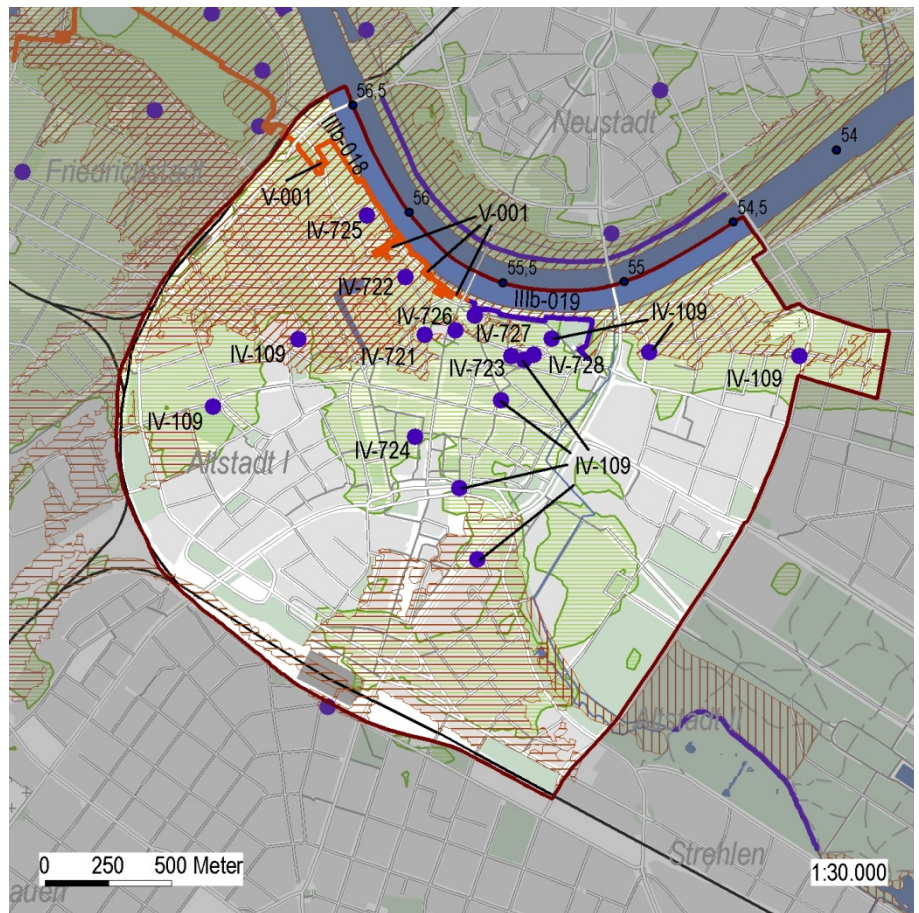 56,5
Neustadt
54
IIIb-018
Friedrichstadt
V-001
V-001
56
54,5
IV-725
55,5
55
IV-722
IIIb-019
IV-109
IV-726
IV-727
IV-109
IV-721
IV-723
IV-728
IV-109
IV-109
IV-724
IV-109
Altstadt I
Altstadt II
0 250 500 Meter
Strehlen
1:30.000
auen